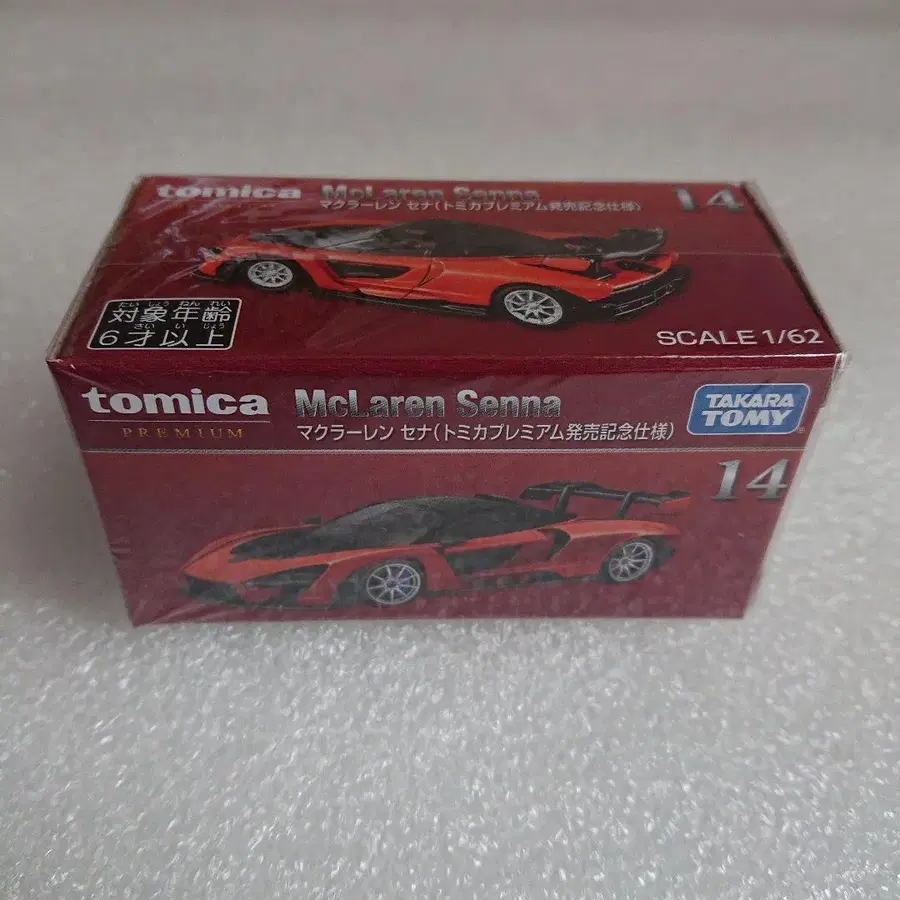 tomica McLaren Senna 14
マクラーレン セナ(トミカプレミアム発売記念仕様)
たいしょう ねん れい
対象年齢
さい い じょう
6才以上
SCALE 1/62
tomica McLaren Senna TAKARA TOMY
PREMIUM マクラーレン セナ(トミカプレミアム発売記念仕様)
14